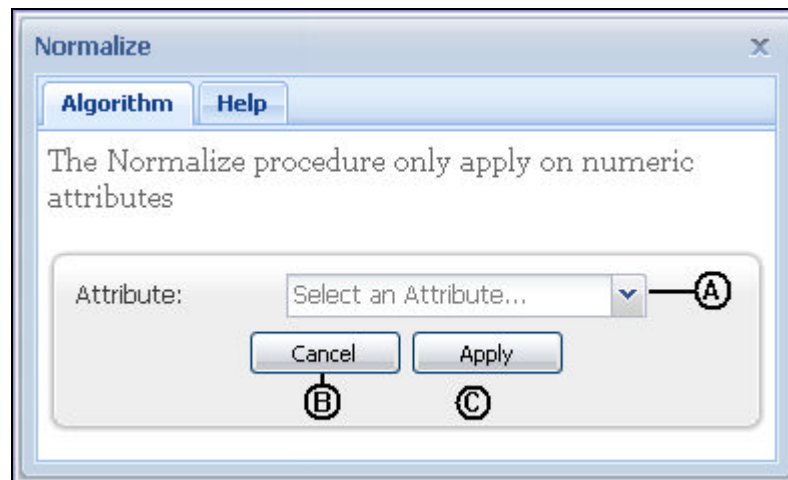 Normalize x
Algorithm Help
The Normalize procedure only apply on numeric
attributes
Attribute: Select an Attribute... A
Cancel Apply
B C